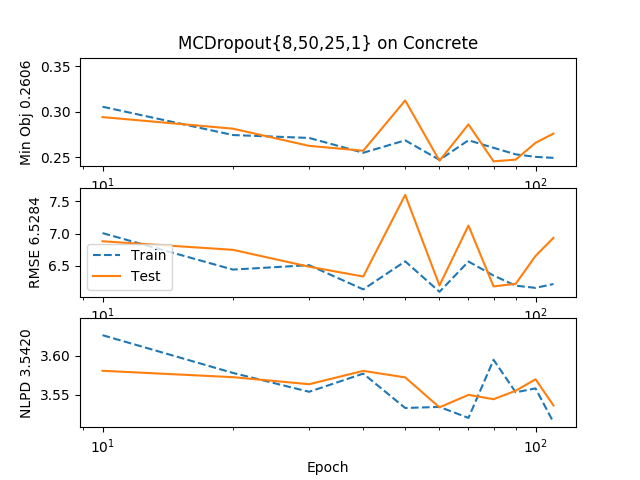 MCDropout{8,50,25,1} on Concrete
Min Obj 0.2606
0.35
0.30
0.25
10¹
10²
RMSE 6.5284
7.5
7.0
6.5
Train
Test
10¹
10²
NLPD 3.5420
3.60
3.55
10¹
10²
Epoch